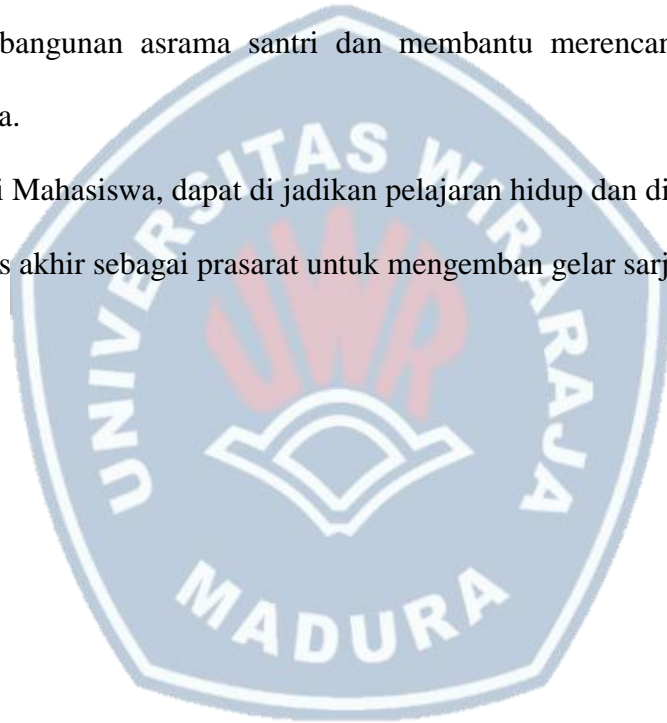 bangunan asrama santri dan membantu merencan
a.
i Mahasiswa, dapat di jadikan pelajaran hidup dan di
s akhir sebagai prasarat untuk mengemban gelar sarj
UNIVERSITAS WIRARAJA
UWR
MADURA